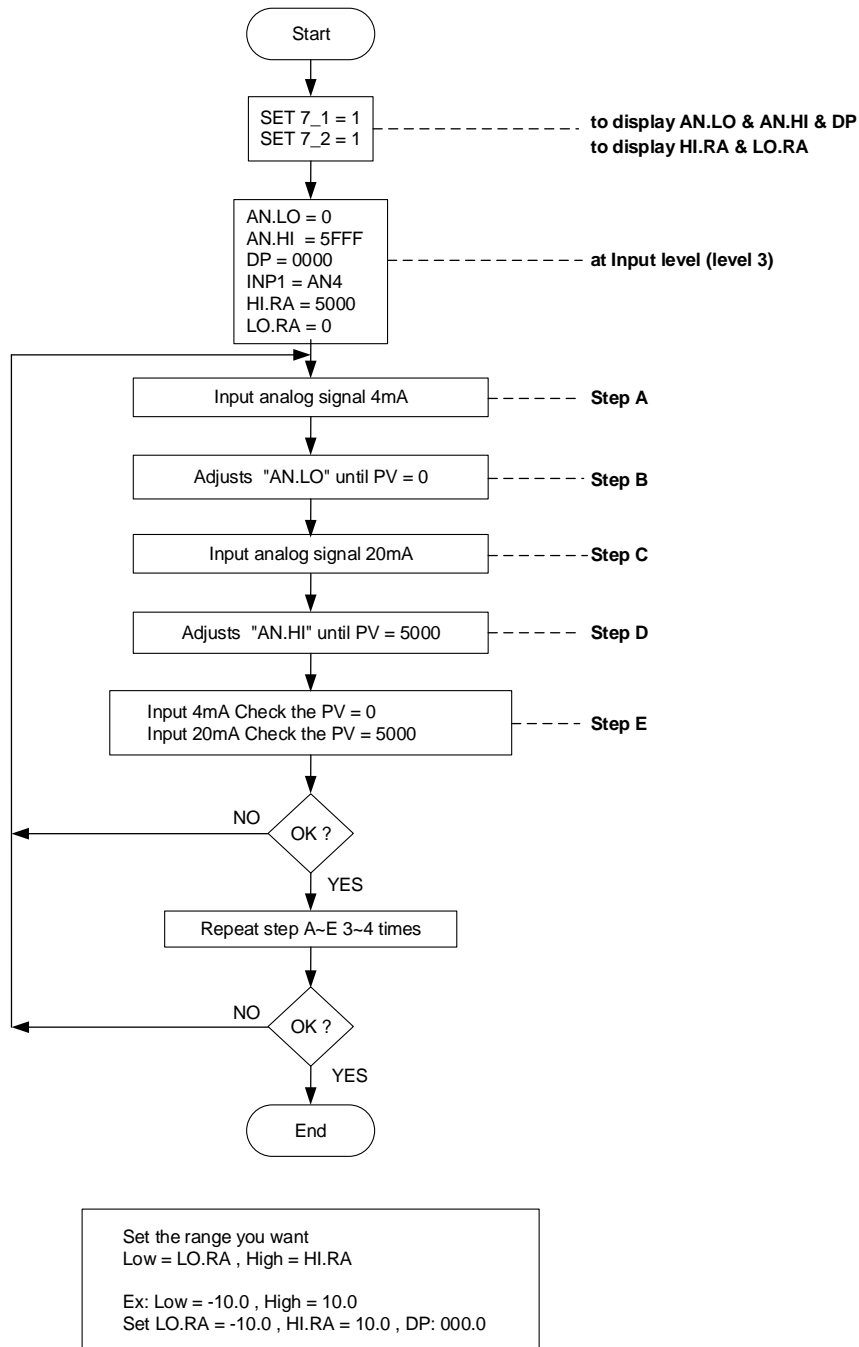 Start
SET 7_1 = 1
SET 7_2 = 1
to display AN.LO & AN.HI & DP
to display HI.RA & LO.RA
AN.LO = 0
AN.HI = 5FFF
DP = 0000
INP1 = AN4
HI.RA = 5000
LO.RA = 0
at Input level (level 3)
Input analog signal 4mA
Step A
Adjusts "AN.LO" until PV = 0
Step B
Input analog signal 20mA
Step C
Adjusts "AN.HI" until PV = 5000
Step D
Input 4mA Check the PV = 0
Input 20mA Check the PV = 5000
Step E
NO
OK ?
YES
Repeat step A~E 3~4 times
NO
OK ?
YES
End
Set the range you want
Low = LO.RA , High = HI.RA
Ex: Low = -10.0 , High = 10.0
Set LO.RA = -10.0 , HI.RA = 10.0 , DP: 000.0